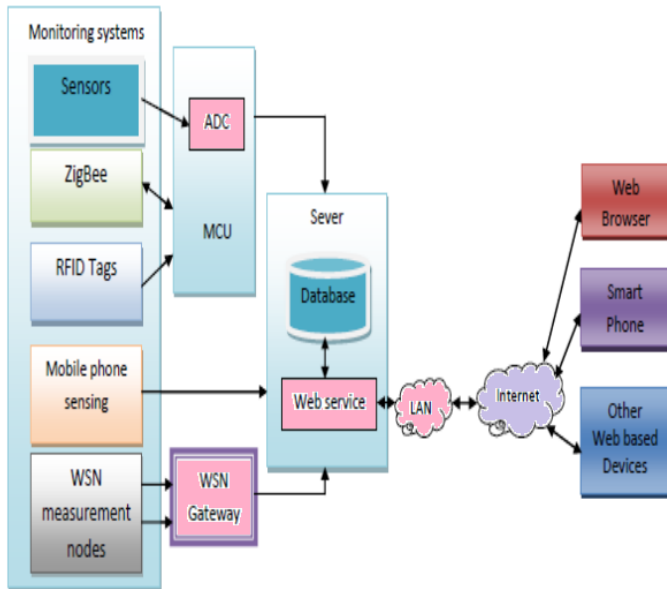 Monitoring systems
Sensors
ADC
ZigBee
MCU
RFID Tags
Mobile phone
sensing
WSN
measurement
nodes
WSN
Gateway
Sever
Database
Web service
LAN
Internet
Web
Browser
Smart
Phone
Other
Web based
Devices